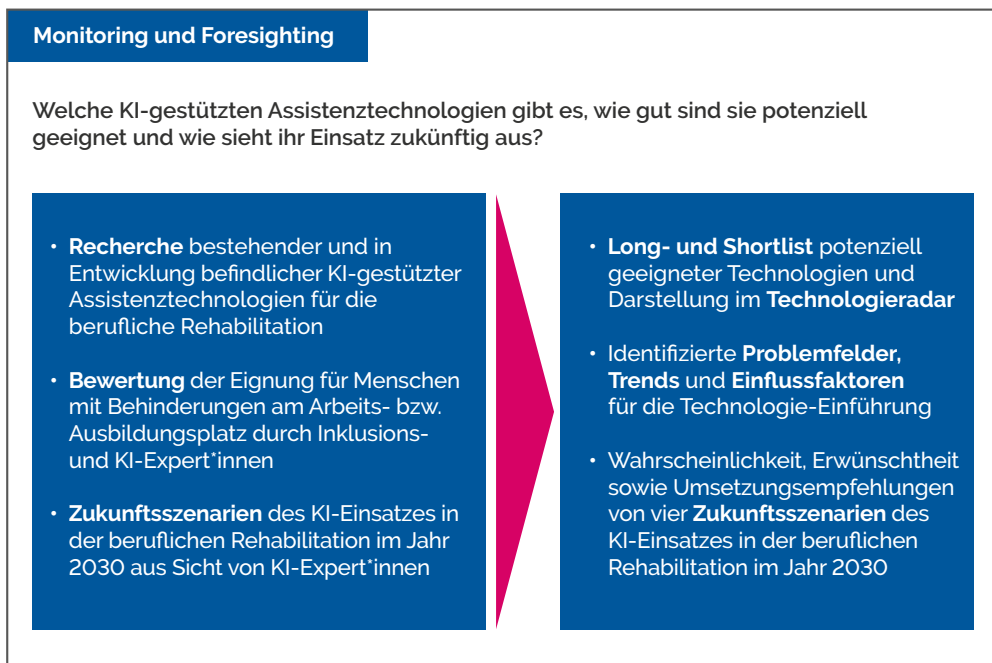 Monitoring und Foresighting
Welche KI-gestützten Assistenztechnologien gibt es, wie gut sind sie potenziell
geeignet und wie sieht ihr Einsatz zukünftig aus?
• Recherche bestehender und in
Entwicklung befindlicher KI-gestützter
Assistenztechnologien für die
berufliche Rehabilitation
• Bewertung der Eignung für Menschen
mit Behinderungen am Arbeits- bzw.
Ausbildungsplatz durch Inklusions-
und KI-Expert*innen
• Zukunftsszenarien des KI-Einsatzes in
der beruflichen Rehabilitation im Jahr
2030 aus Sicht von KI-Expert*innen
• Long- und Shortlist potenziell
geeigneter Technologien und
Darstellung im Technologieradar
• Identifizierte Problemfelder,
Trends und Einflussfaktoren
für die Technologie-Einführung
• Wahrscheinlichkeit, Erwünschtheit
sowie Umsetzungsempfehlungen
von vier Zukunftsszenarien des
KI-Einsatzes in der beruflichen
Rehabilitation im Jahr 2030